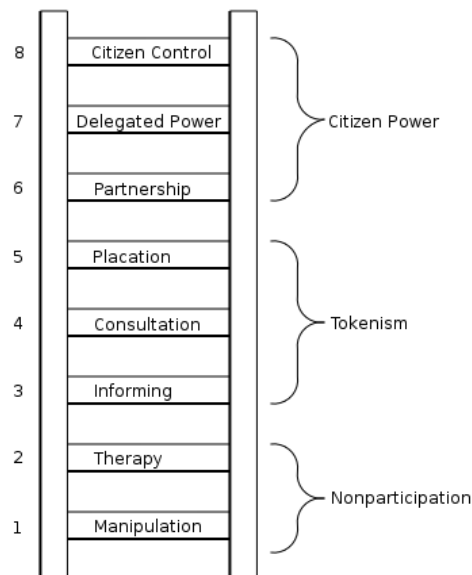 8 Citizen Control
7 Delegated Power
Citizen Power
6 Partnership
5 Placation
4 Consultation
Tokenism
3 Informing
2 Therapy
Nonparticipation
1 Manipulation